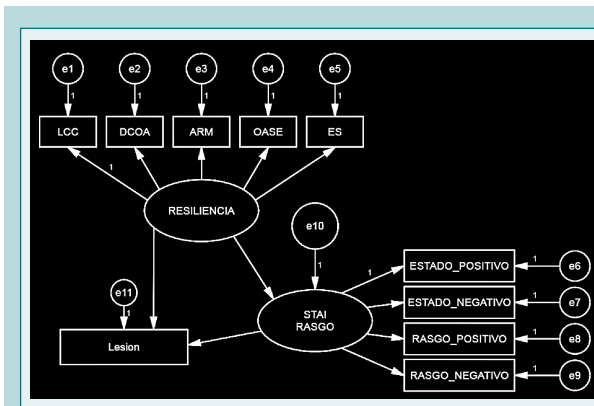 e1 e2 e3 e4 e5
1 1 1 1 1
LCC DCOA ARM OASE ES
1
RESILIENCIA
e10
1
1 ESTADO_POSITIVO 1 e6
e11
1
ESTADO_NEGATIVO 1 e7
STAI
RASGO
RASGO_POSITIVO 1 e8
Lesion
RASGO_NEGATIVO 1 e9